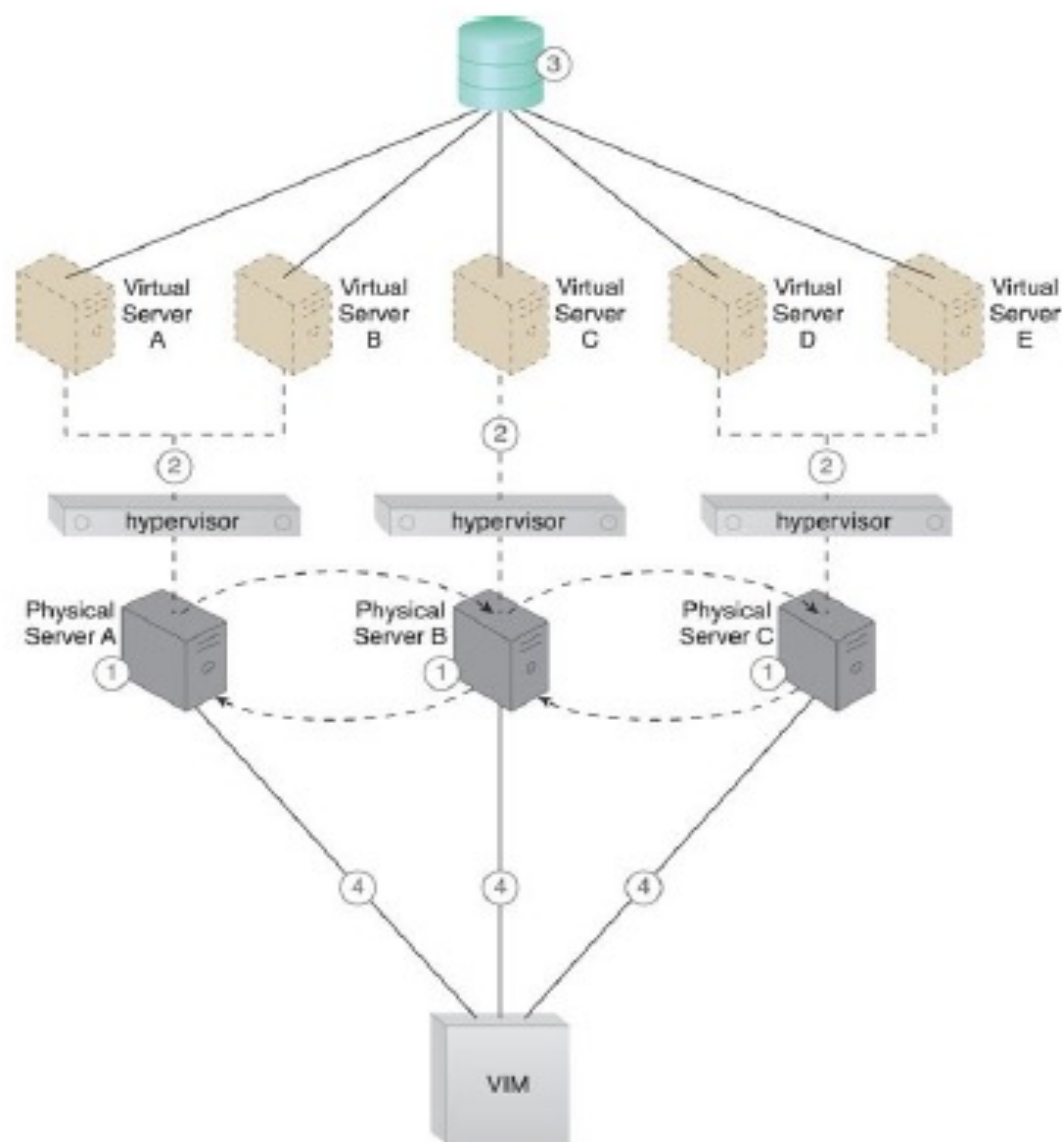 3
Virtual
Server
A
Virtual
Server
B
Virtual
Server
C
Virtual
Server
D
Virtual
Server
E
2
2
2
hypervisor
hypervisor
hypervisor
Physical
Server A
1
Physical
Server B
1
Physical
Server C
1
4
4
4
VIM